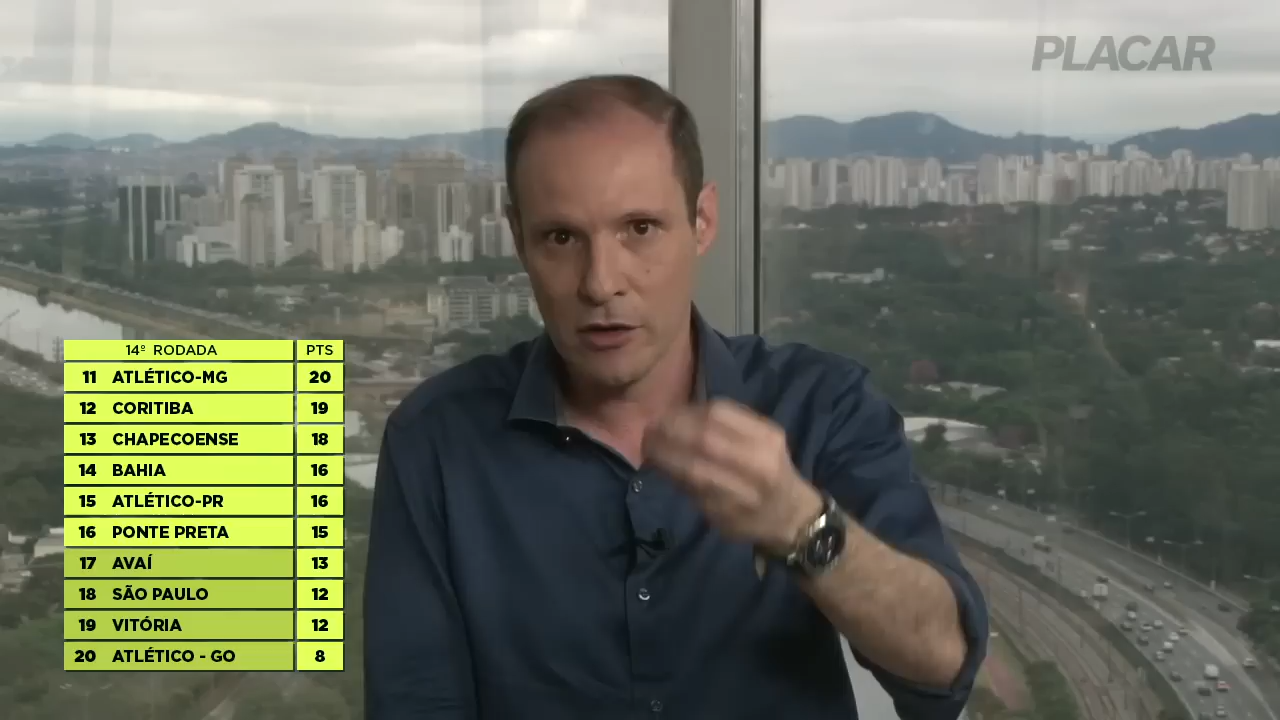 PLACAR
14ª RODADA PTS
11 ATLÉTICO-MG 20
12 CORITIBA 19
13 CHAPECOENSE 18
14 BAHIA 16
15 ATLÉTICO-PR 16
16 PONTE PRETA 15
17 AVAÍ 13
18 SÃO PAULO 12
19 VITÓRIA 12
20 ATLÉTICO - GO 8